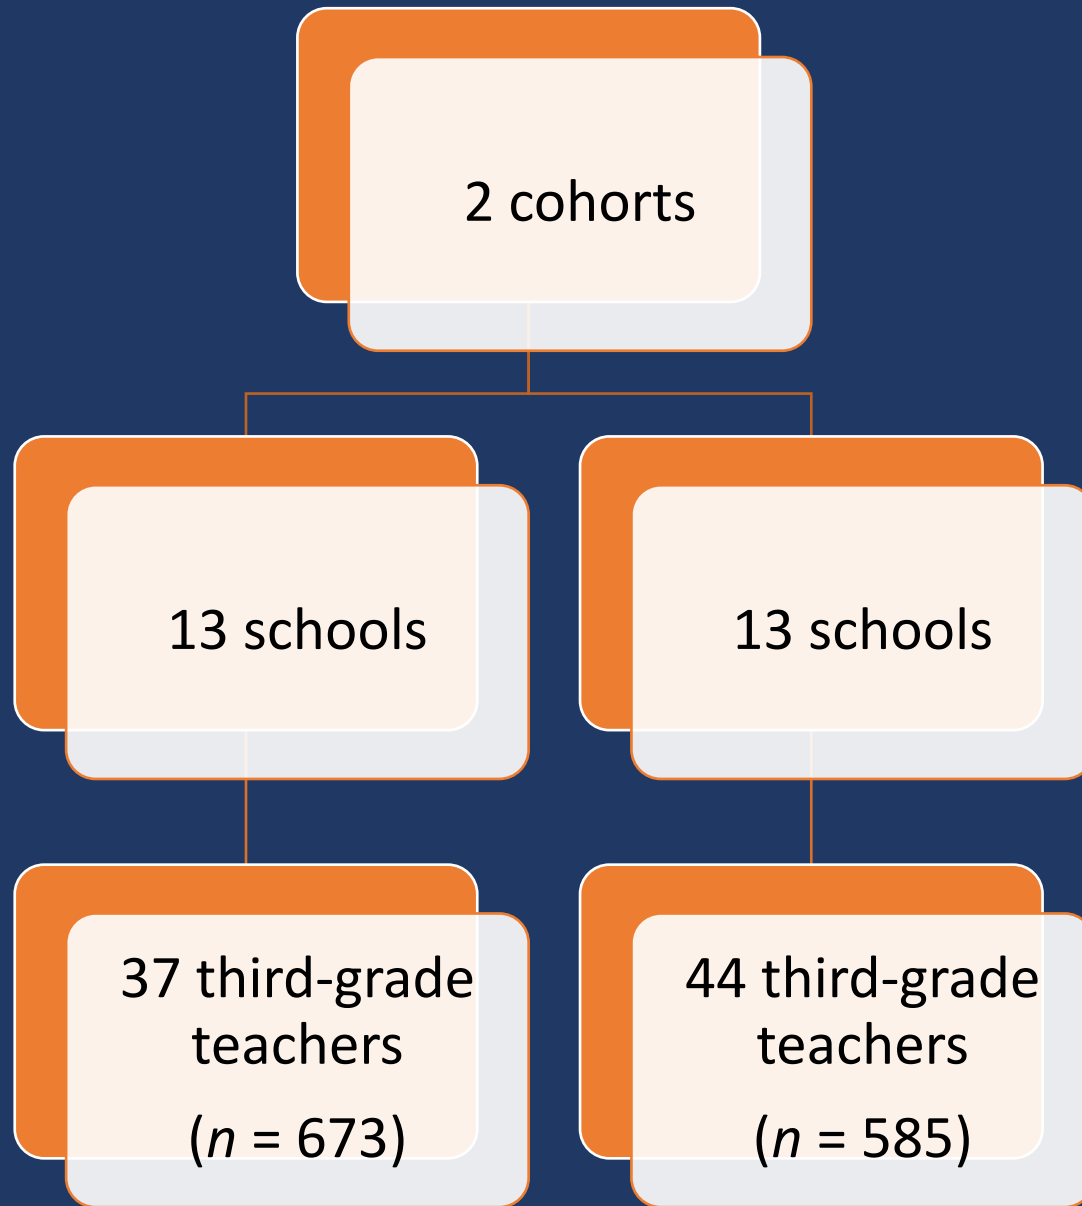 2 cohorts
13 schools
13 schools
37 third-grade
teachers
(n = 673)
44 third-grade
teachers
(n = 585)